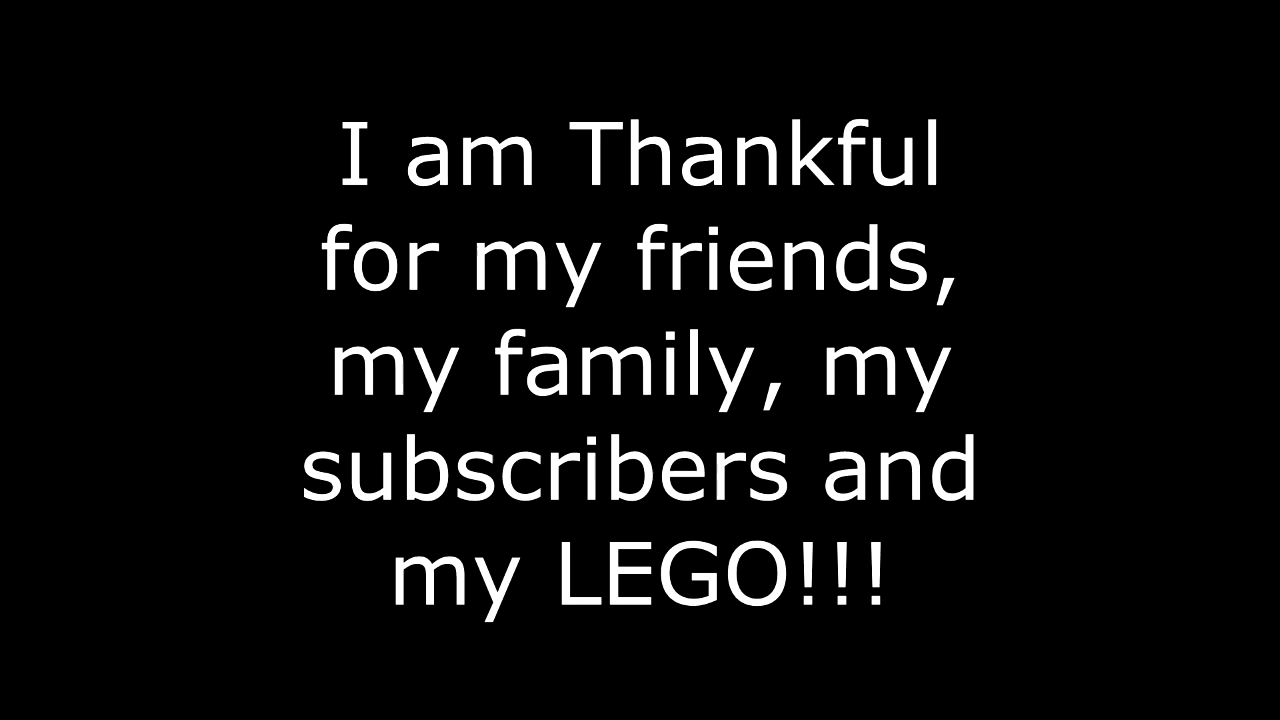 I am Thankful
for my friends,
my family, my
subscribers and
my LEGO!!!